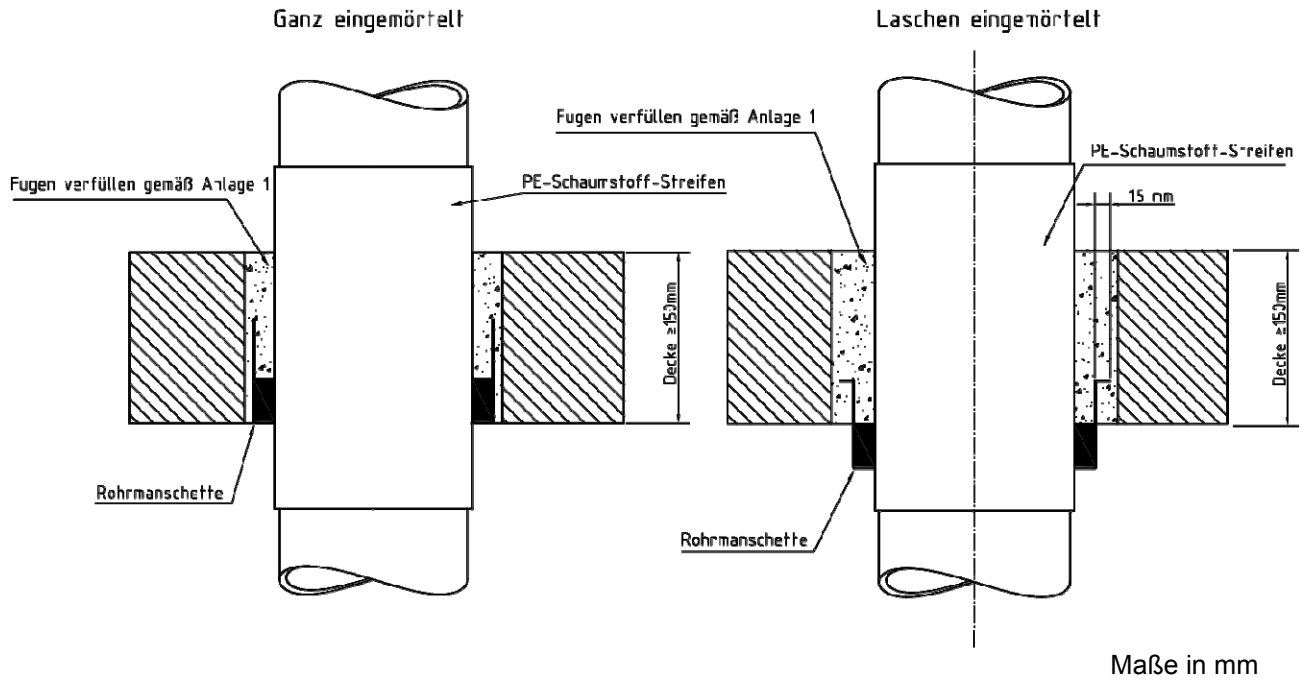 Ganz eingemörtelt
Fugen verfüllen gemäß Anlage 1
PE-Schaumstoff-Streifen
Decke ≥150mm
Rohrmanschette
Laschen eingemörtelt
Fugen verfüllen gemäß Anlage 1
PE-Schaumstoff-Streifen
15 mm
Decke ≥150mm
Rohrmanschette
Maße in mm